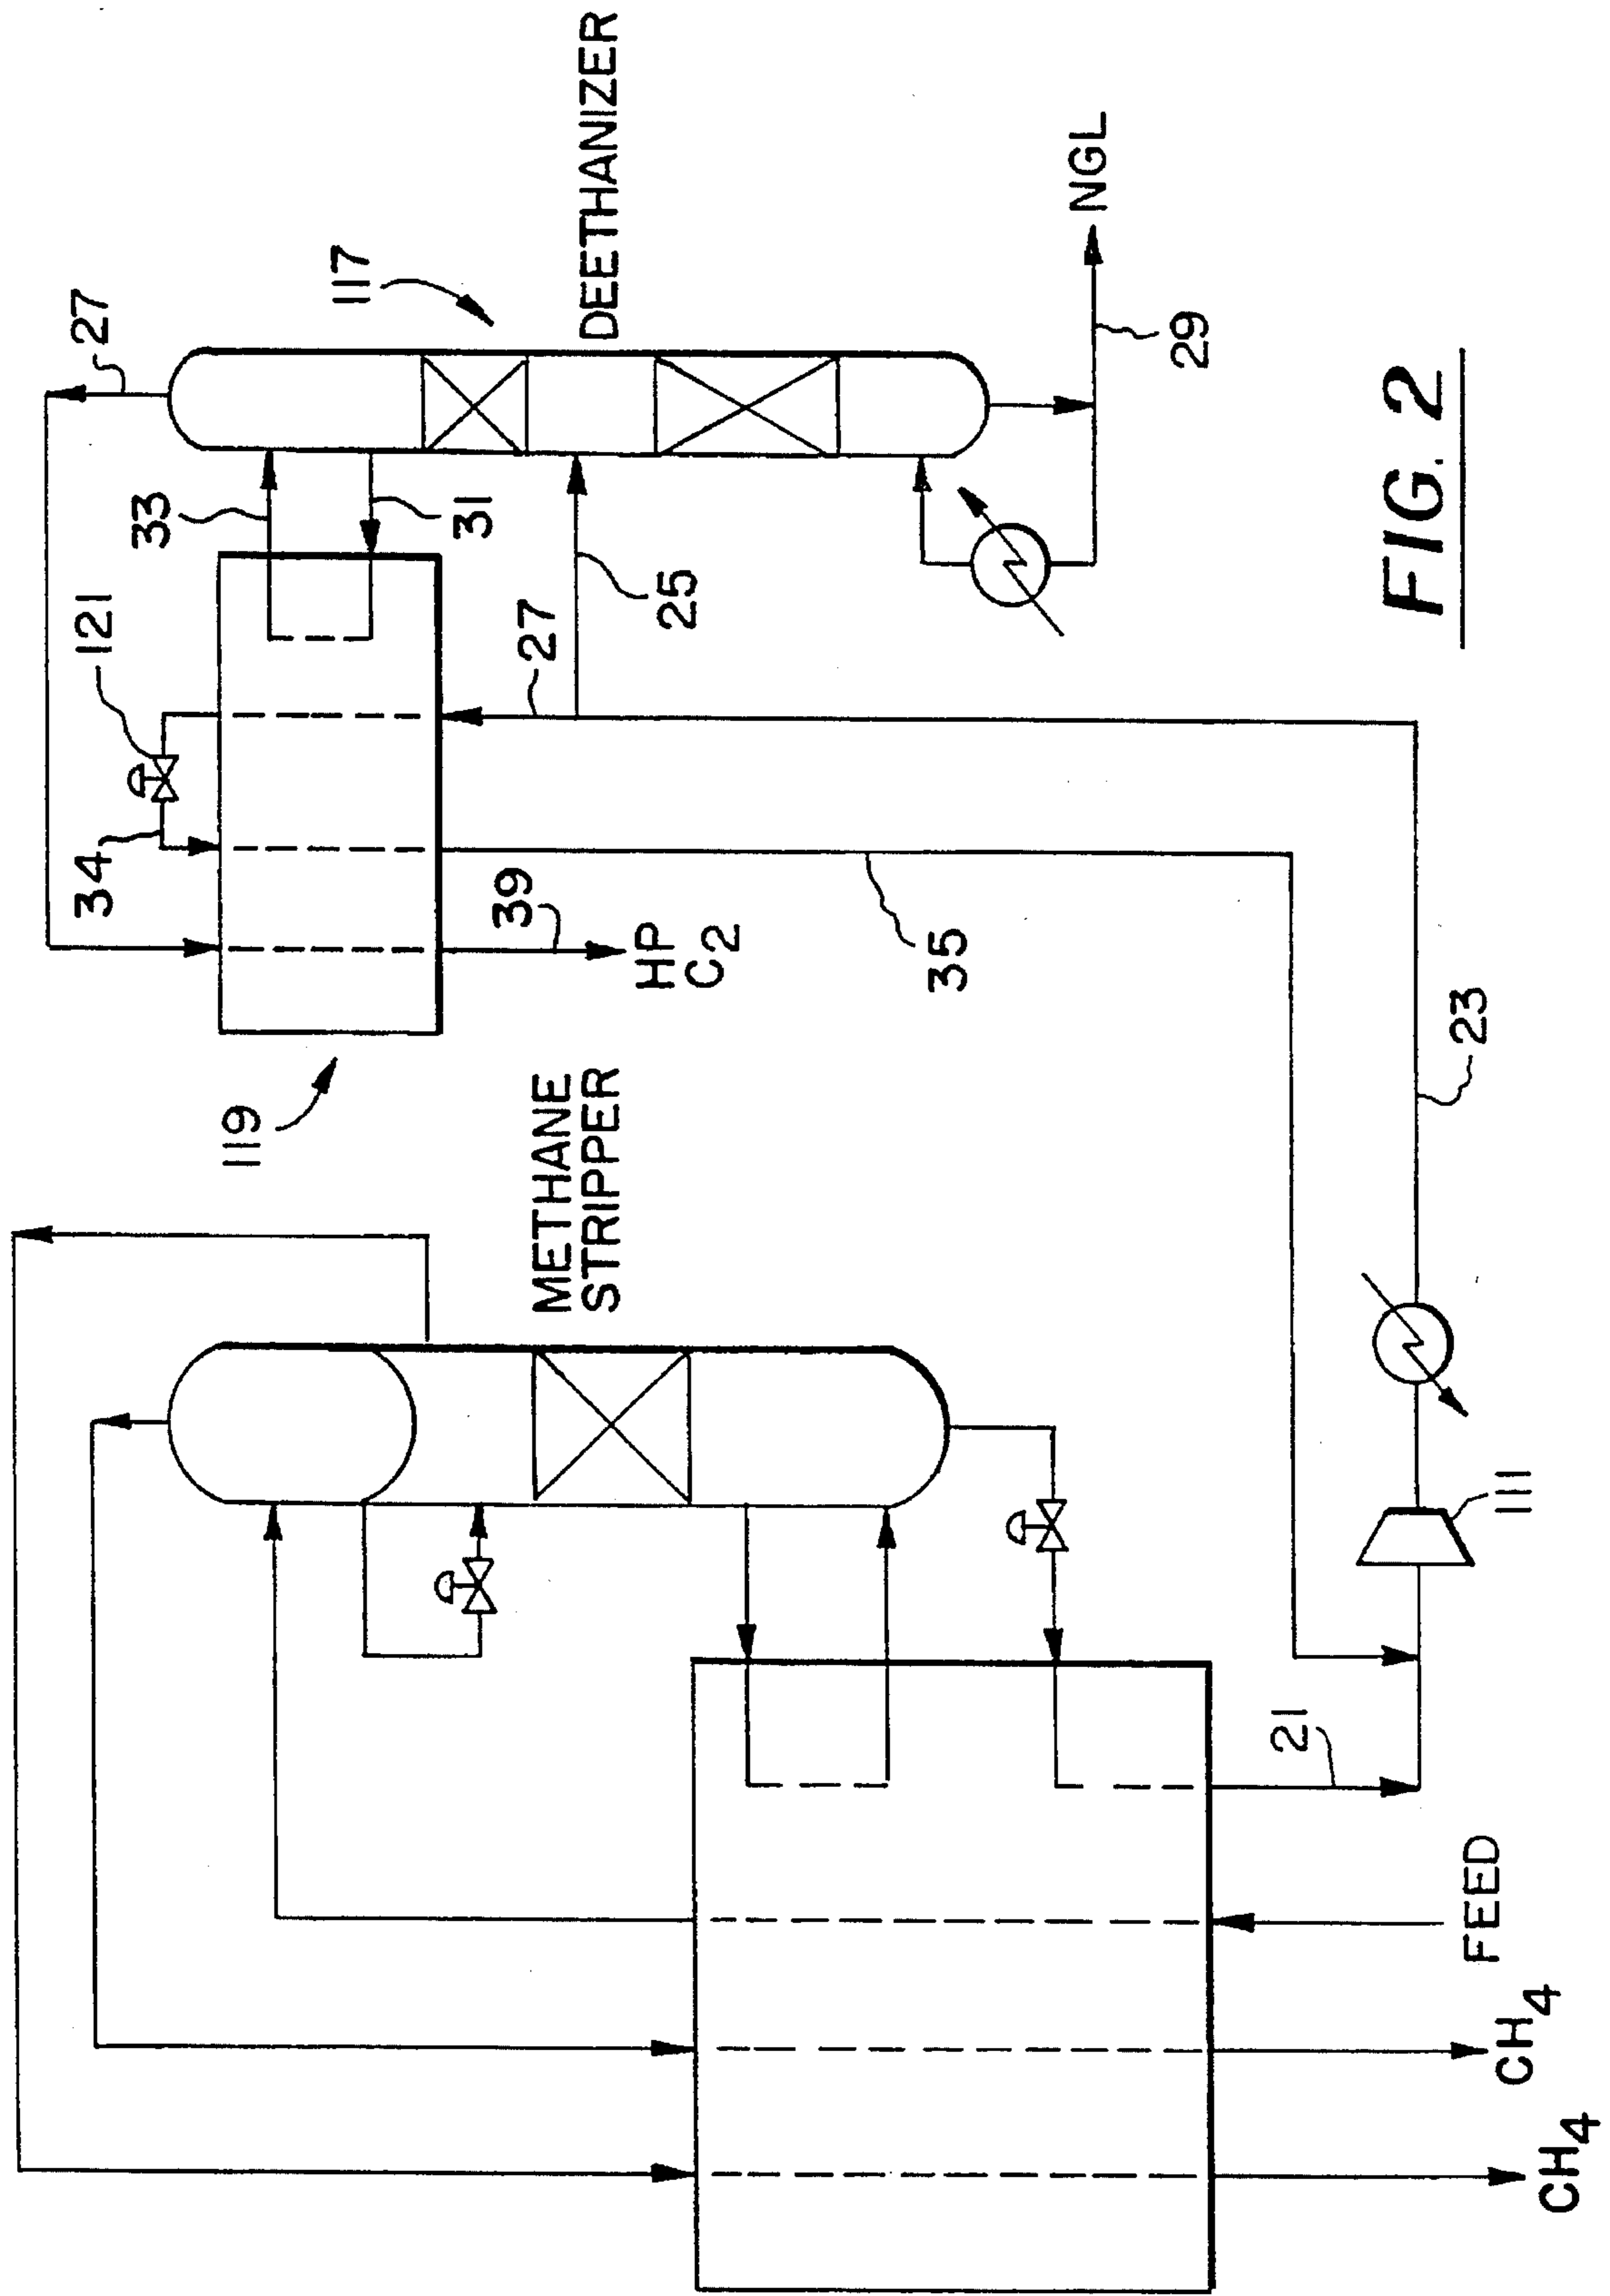 27
117
DEETHANIZER
33
31
121
34
27
25
39
HP
C2
35
NGL
29
119
METHANE
STRIPPER
23
111
21
FEED
CH4
CH4
FIG. 2